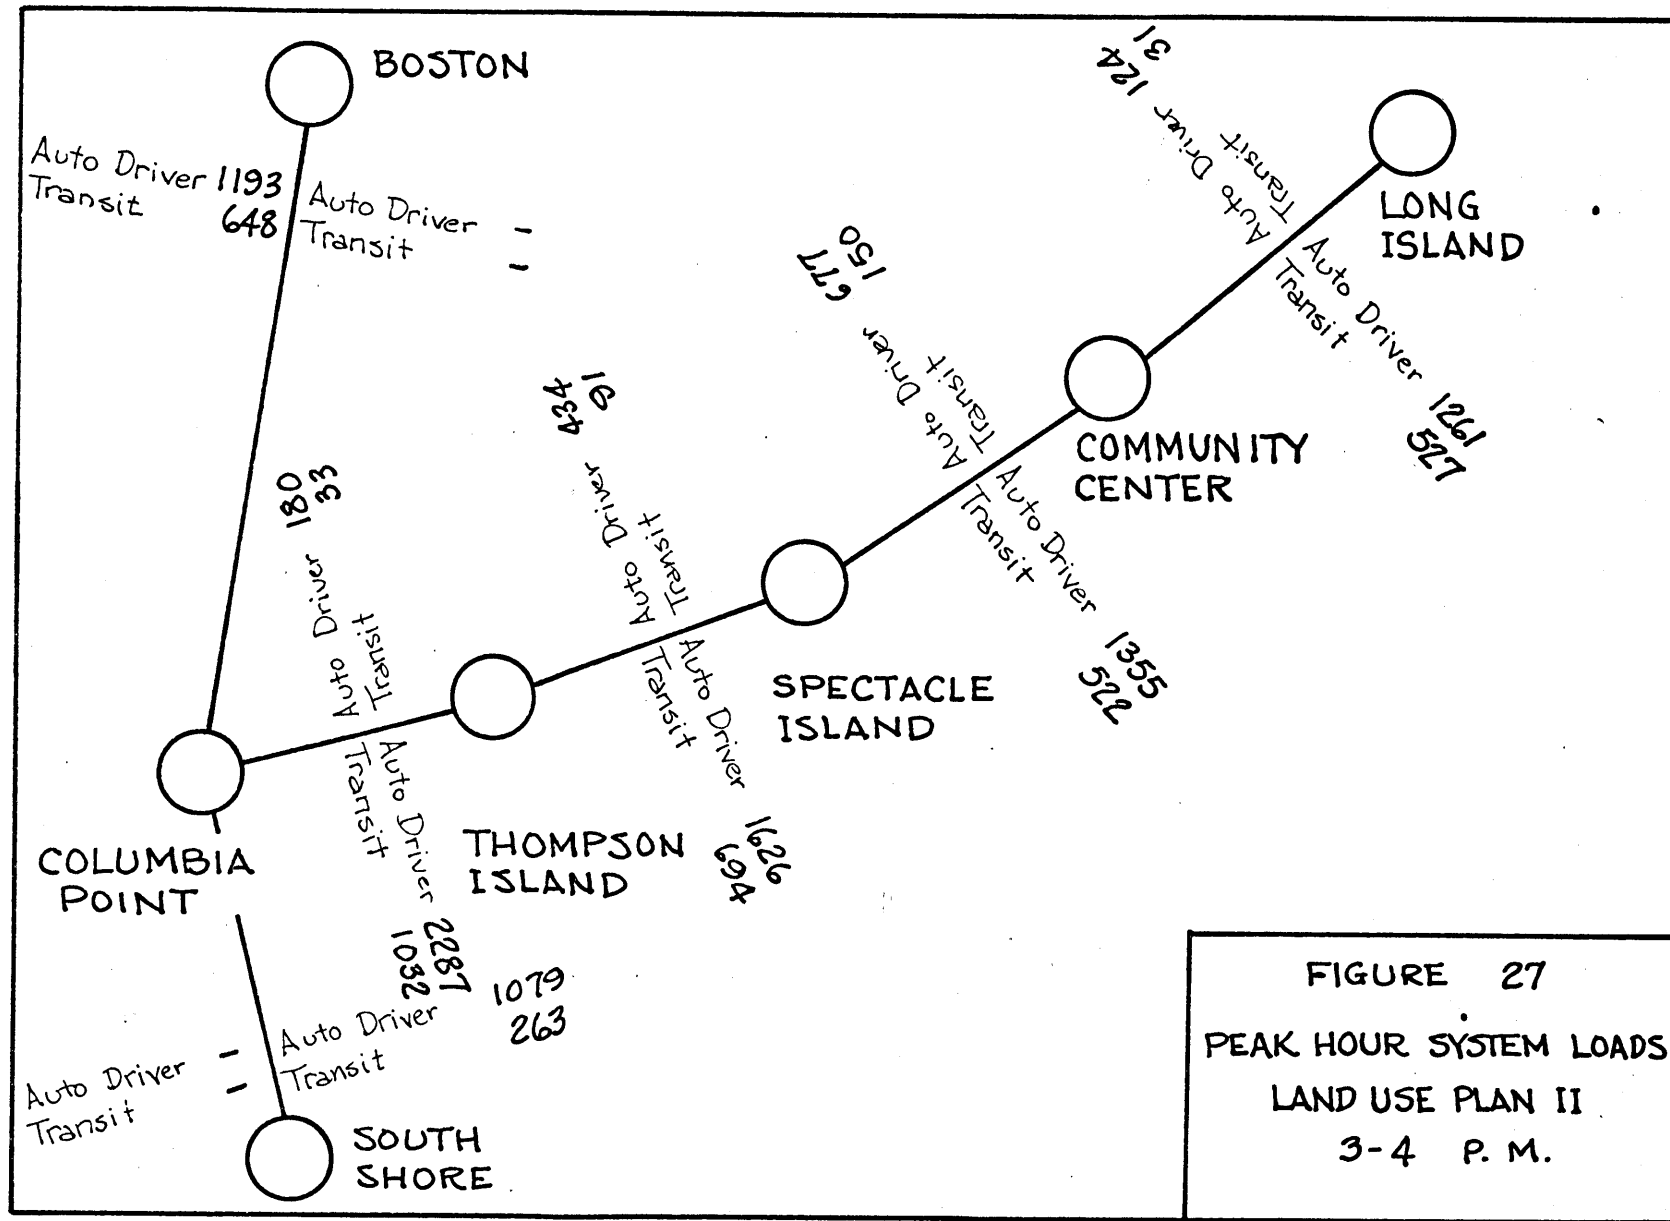 BOSTON
Auto Driver 1193
Transit 648
Auto Driver -
Transit -
Auto Driver 124
Transit 31
LONG
ISLAND
Auto Driver 1261
Transit 527
Auto Driver 677
Transit 150
COMMUNITY
CENTER
Auto Driver 1355
Transit 522
Auto Driver 434
Transit 91
SPECTACLE
ISLAND
Auto Driver 1626
Transit 694
Auto Driver 180
Transit 33
THOMPSON
ISLAND
Auto Driver 2287
Transit 1032
COLUMBIA
POINT
Auto Driver 1079
Transit 263
Auto Driver -
Transit -
SOUTH
SHORE
FIGURE 27
PEAK HOUR SYSTEM LOADS
LAND USE PLAN II
3-4 P. M.